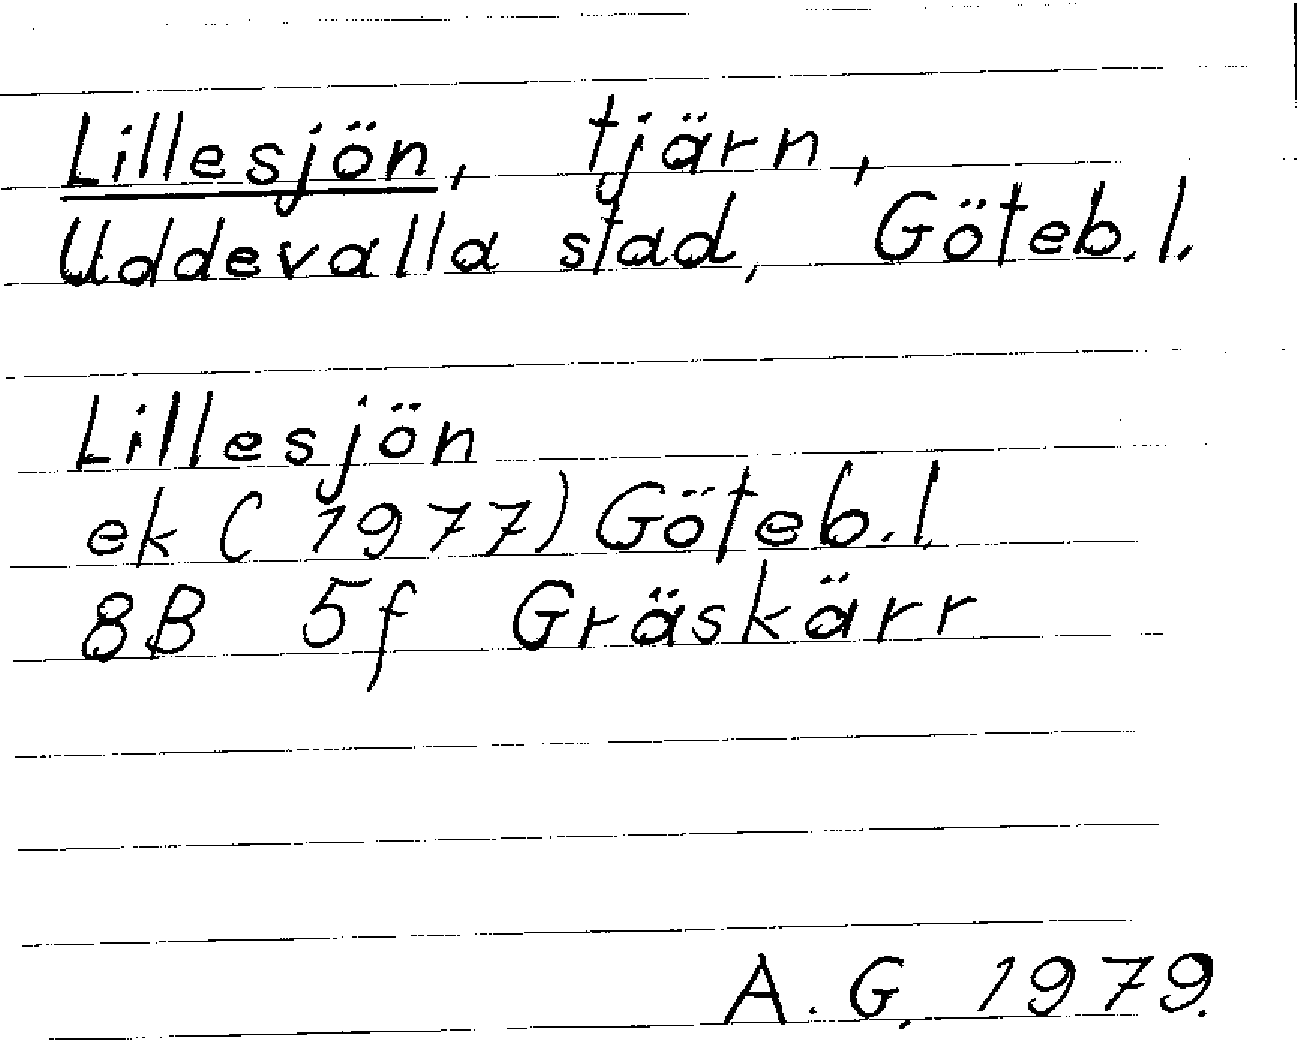 Lillesjön, tjärn,
Uddevalla stad, Göteb. l.
Lillesjön
ek (1977) Göteb. l.
8B 5f Gräskärr
A. G. 1979.